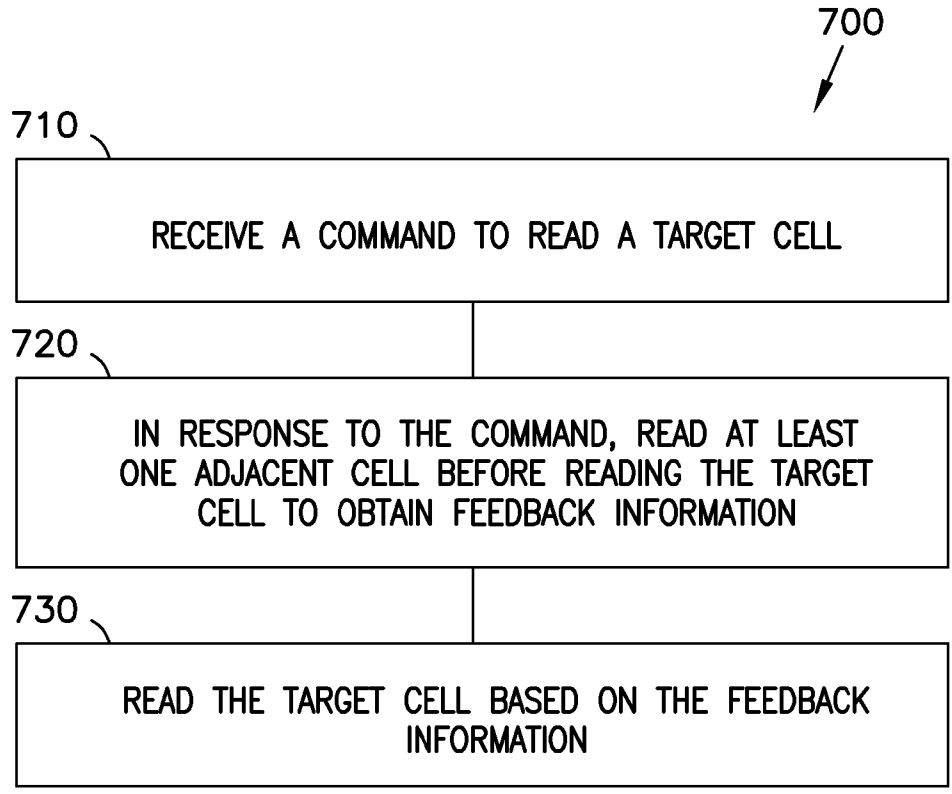 700
710
RECEIVE A COMMAND TO READ A TARGET CELL
720
IN RESPONSE TO THE COMMAND, READ AT LEAST
ONE ADJACENT CELL BEFORE READING THE TARGET
CELL TO OBTAIN FEEDBACK INFORMATION
730
READ THE TARGET CELL BASED ON THE FEEDBACK
INFORMATION